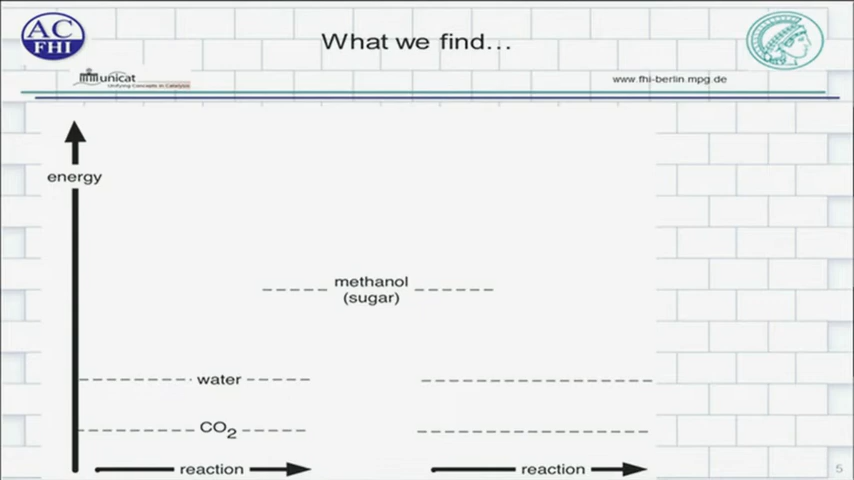 AC
FHI
What we find...
unicat
Unifying Concepts in Catalysis
www.fhi-berlin.mpg.de
energy
methanol
(sugar)
water
CO2
reaction
reaction
5